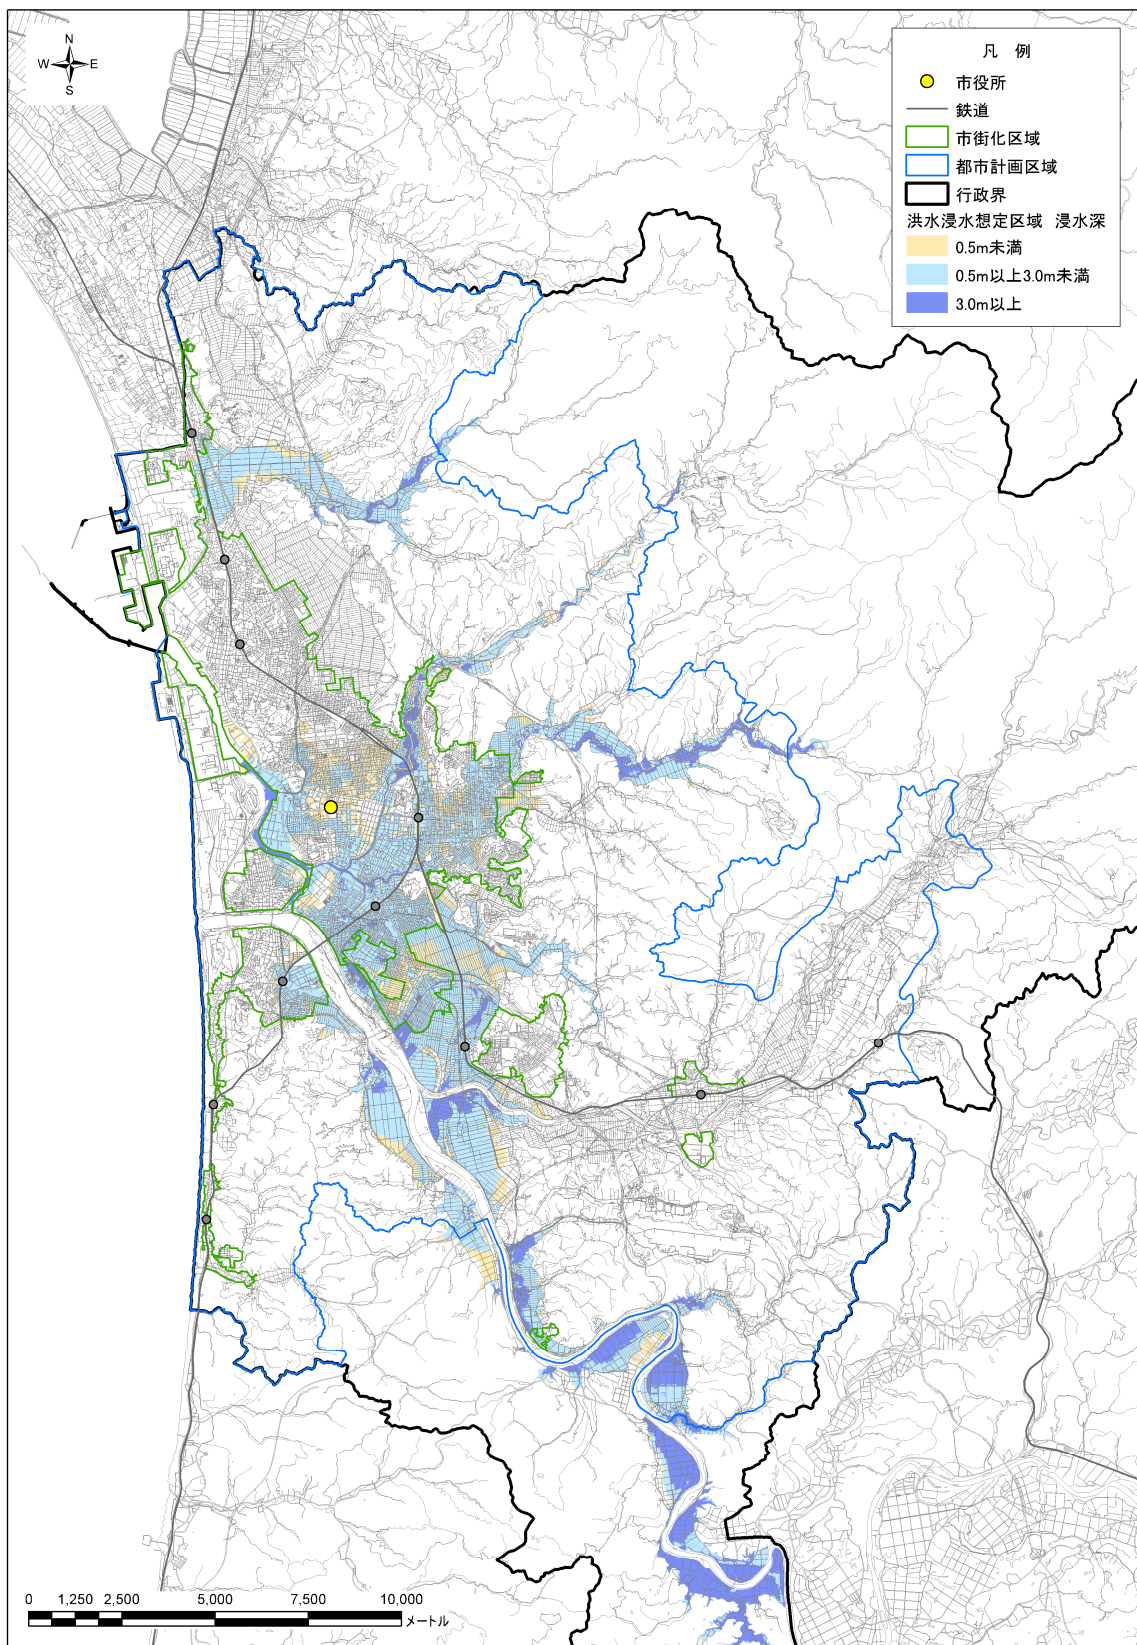 N
W E
S
凡 例
市役所
鉄道
市街化区域
都市計画区域
行政界
洪水浸水想定区域 浸水深
0.5m未満
0.5m以上3.0m未満
3.0m以上
0 1,250 2,500 5,000 7,500 10,000
メートル